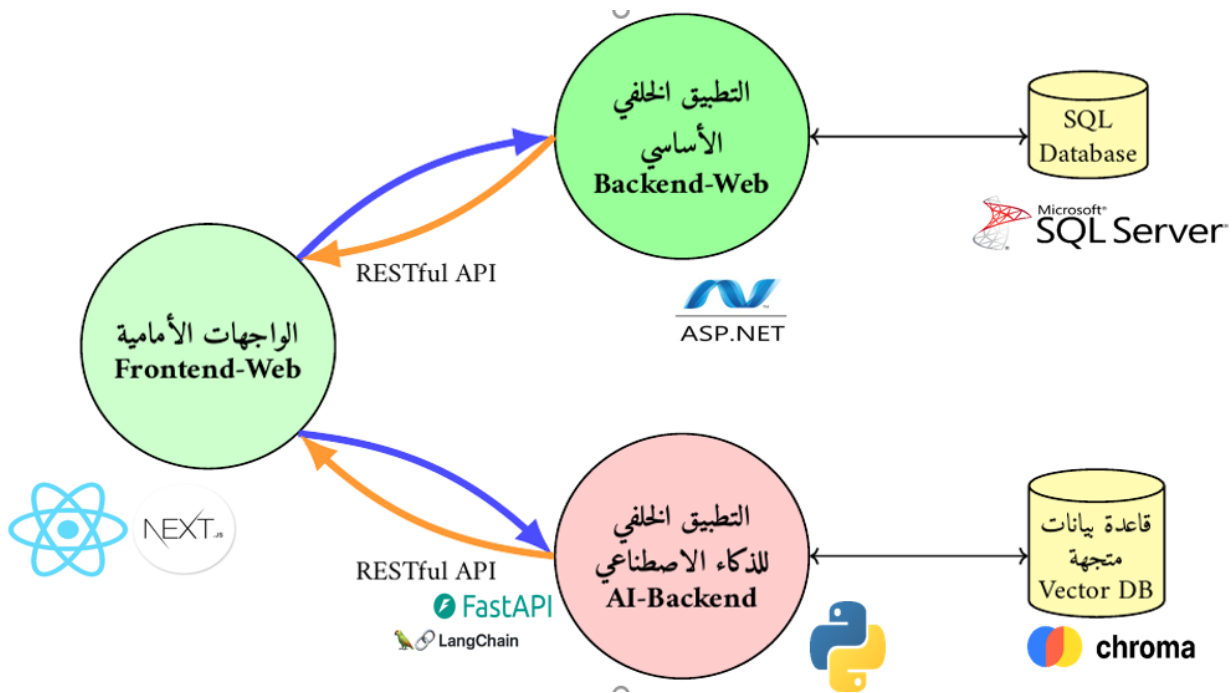 التطبيق الخلفي
الأساسي
Backend-Web
SQL
Database
Microsoft®
SQL Server®
RESTful API
ASP.NET
الواجهات الأمامية
Frontend-Web
NEXT.JS
التطبيق الخلفي
للذكاء الاصطناعي
AI-Backend
RESTful API
FastAPI
LangChain
قاعدة بيانات
متجهة
Vector DB
chroma